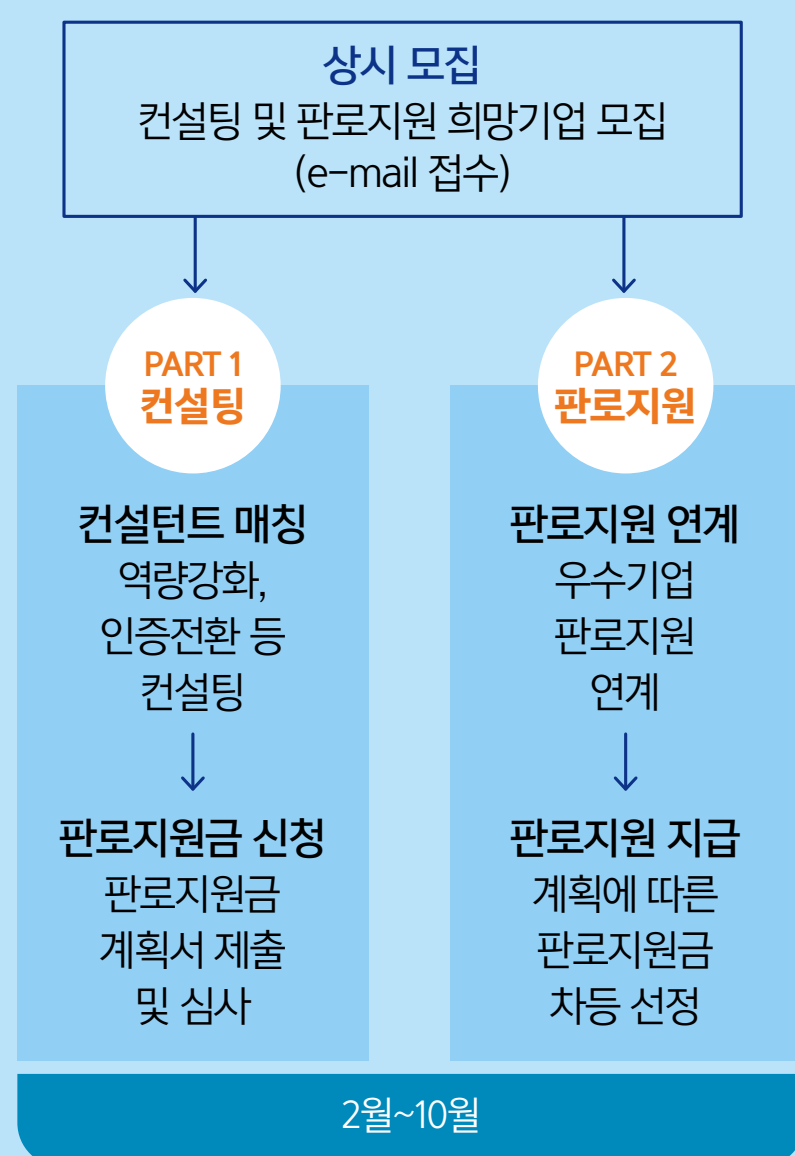 상시 모집
컨설팅 및 판로지원 희망기업 모집
(e-mail 접수)
PART 1
컨설팅
컨설턴트 매칭
역량강화,
인증전환 등
컨설팅
판로지원금 신청
판로지원금
계획서 제출
및 심사
PART 2
판로지원
판로지원 연계
우수기업
판로지원
연계
판로지원 지급
계획에 따른
판로지원금
차등 선정
2월~10월